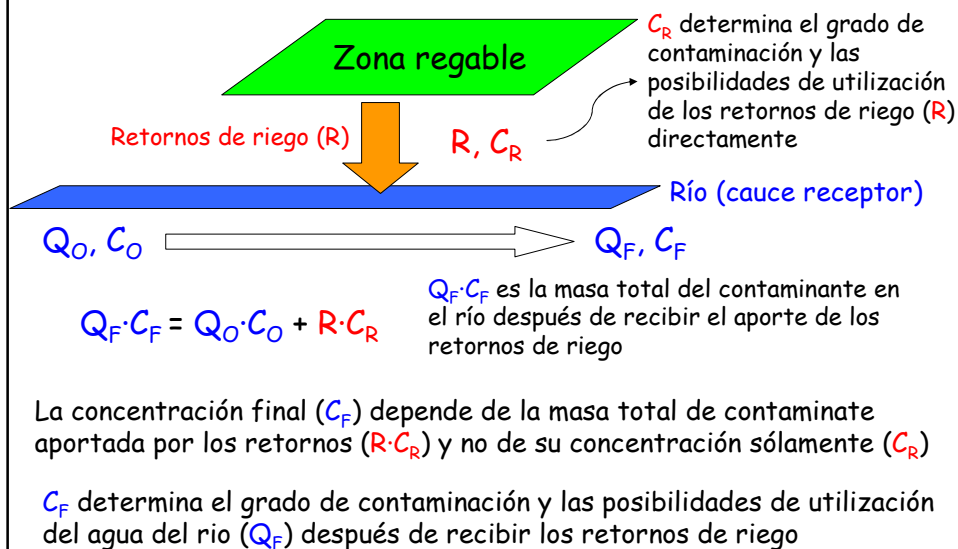 Zona regable
C_R determina el grado de
contaminación y las
posibilidades de utilización
de los retornos de riego (R)
directamente
Retornos de riego (R)
R, C_R
Río (cauce receptor)
Q_O, C_O
Q_F, C_F
Q_F·C_F = Q_O·C_O + R·C_R
Q_F·C_F es la masa total del contaminante en
el río después de recibir el aporte de los
retornos de riego
La concentración final (C_F) depende de la masa total de contaminate
aportada por los retornos (R·C_R) y no de su concentración sólamente (C_R)
C_F determina el grado de contaminación y las posibilidades de utilización
del agua del rio (Q_F) después de recibir los retornos de riego